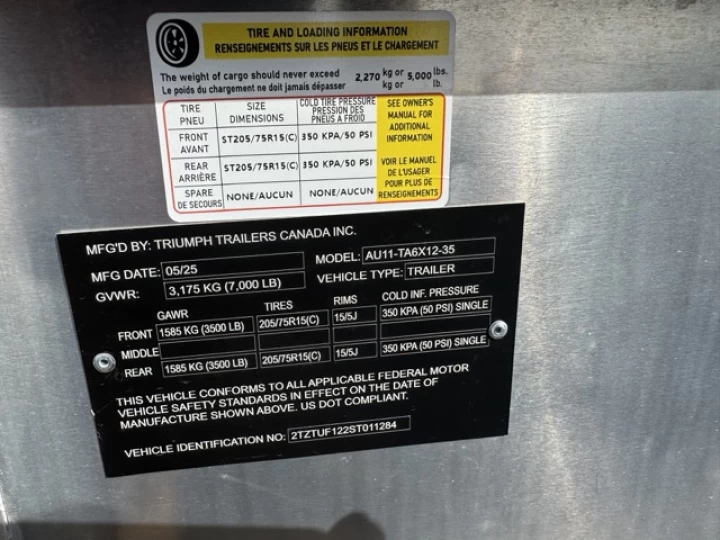 TIRE AND LOADING INFORMATION
RENSEIGNEMENTS SUR LES PNEUS ET LE CHARGEMENT
The weight of cargo should never exceed 2,270 kg or 5,000 lbs.
Le poids du chargement ne doit jamais dépasser kg or lb.
TIRE PNEU SIZE DIMENSIONS COLD TIRE PRESSURE PRESSION DES PNEUS A FROID SEE OWNER'S MANUAL FOR ADDITIONAL INFORMATION
FRONT AVANT ST205/75R15(C) 350 KPA/50 PSI
REAR ARRIÈRE ST205/75R15(C) 350 KPA/50 PSI VOIR LE MANUEL DE L'USAGER POUR PLUS DE RENSEIGNEMENTS
SPARE DE SECOURS NONE/AUCUN NONE/AUCUN
MFG'D BY: TRIUMPH TRAILERS CANADA INC.
MFG DATE: 05/25 MODEL: AU11-TA6X12-35
GVWR: 3,175 KG (7,000 LB) VEHICLE TYPE: TRAILER
GAWR TIRES RIMS COLD INF. PRESSURE
FRONT 1585 KG (3500 LB) 205/75R15(C) 15/5J 350 KPA (50 PSI) SINGLE
MIDDLE
REAR 1585 KG (3500 LB) 205/75R15(C) 15/5J 350 KPA (50 PSI) SINGLE
THIS VEHICLE CONFORMS TO ALL APPLICABLE FEDERAL MOTOR
VEHICLE SAFETY STANDARDS IN EFFECT ON THE DATE OF
MANUFACTURE SHOWN ABOVE. US DOT COMPLIANT.
VEHICLE IDENTIFICATION NO: 2TZTUF122ST011284